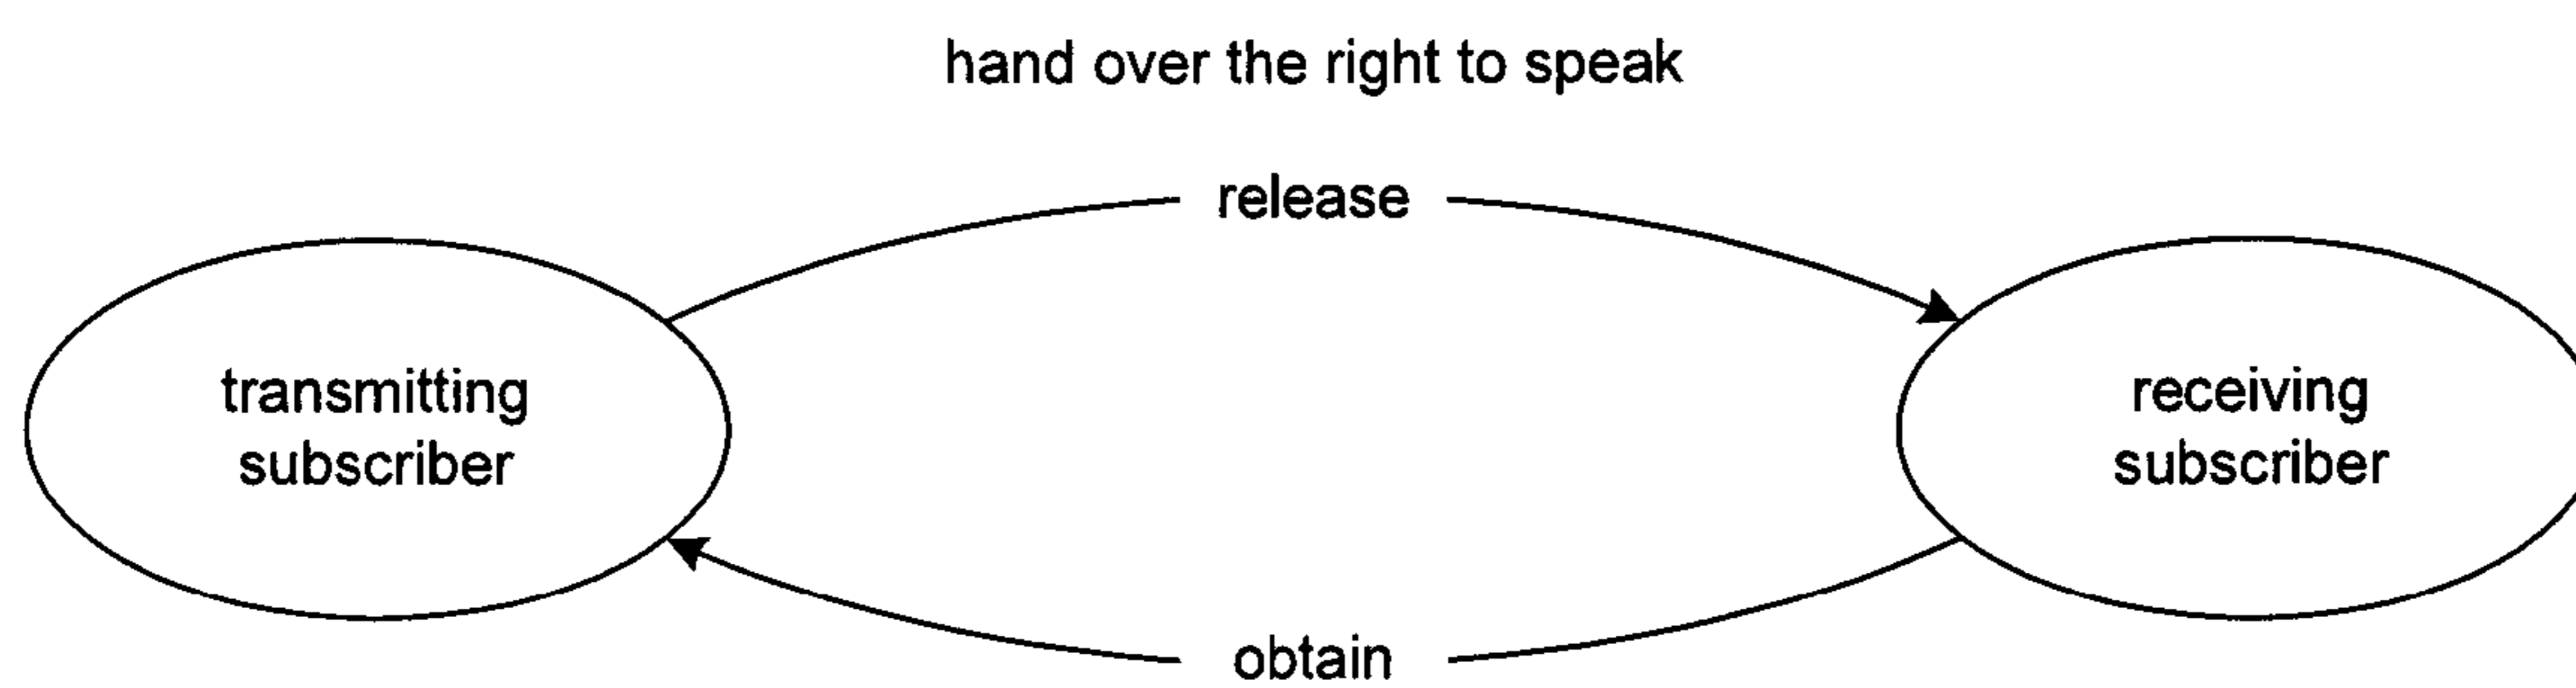 hand over the right to speak
release
transmitting
subscriber
receiving
subscriber
obtain